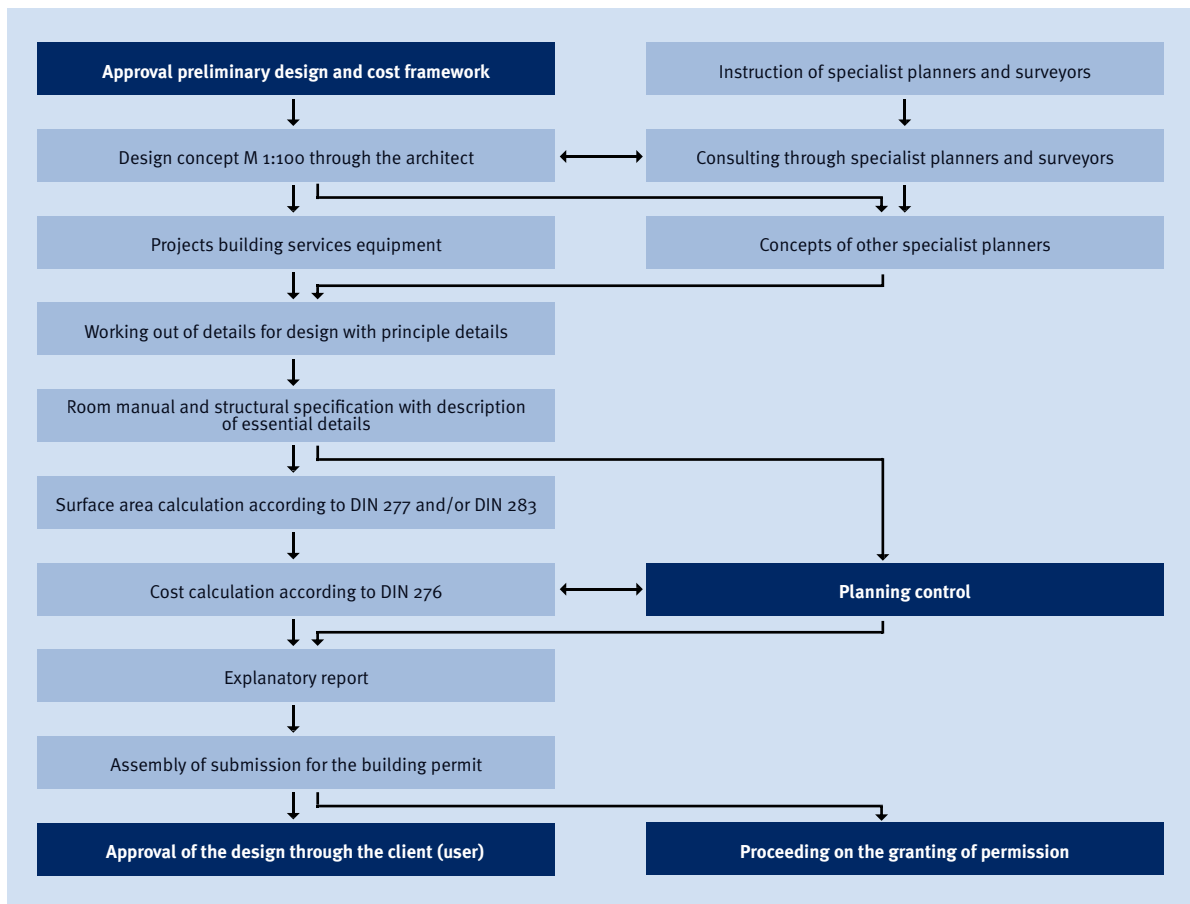 Approval preliminary design and cost framework
Instruction of specialist planners and surveyors
Design concept M 1:100 through the architect
Consulting through specialist planners and surveyors
Projects building services equipment
Concepts of other specialist planners
Working out of details for design with principle details
Room manual and structural specification with description
of essential details
Surface area calculation according to DIN 277 and/or DIN 283
Cost calculation according to DIN 276
Planning control
Explanatory report
Assembly of submission for the building permit
Approval of the design through the client (user)
Proceeding on the granting of permission